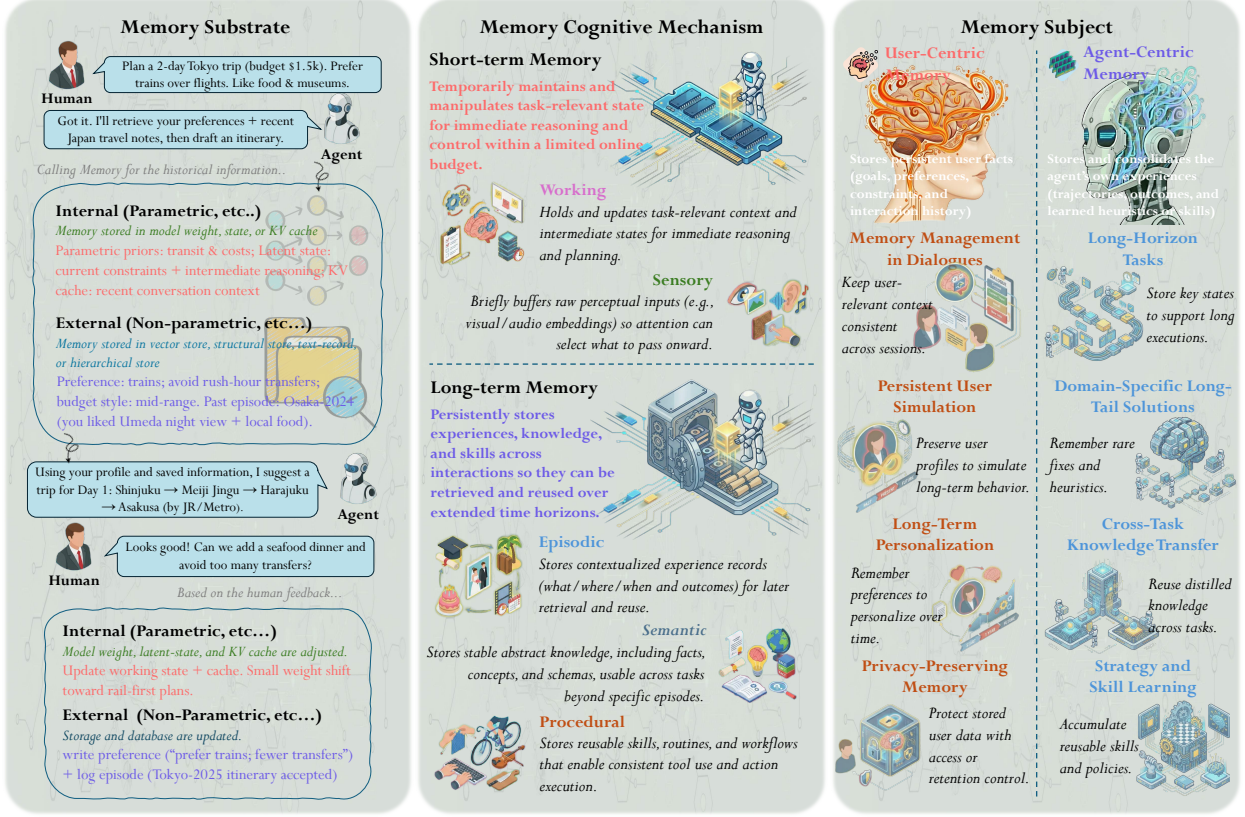 Memory Substrate
Human
Plan a 2-day Tokyo trip (budget $1.5k). Prefer
trains over flights. Like food & museums.
Got it. I'll retrieve your preferences + recent
Japan travel notes, then draft an itinerary.
Agent
Calling Memory for the historical information..
Internal (Parametric, etc..)
Memory stored in model weight, state, or KV cache
Parametric priors: transit & costs; Latent state:
current constraints + intermediate reasoning; KV
cache: recent conversation context
External (Non-parametric, etc…)
Memory stored in vector store, structural store, text-record,
or hierarchical store
Preference: trains; avoid rush-hour transfers;
budget style: mid-range. Past episode: Osaka-2024
(you liked Umeda night view + local food).
Using your profile and saved information, I suggest a
trip for Day 1: Shinjuku → Meiji Jingu → Harajuku
→ Asakusa (by JR/Metro).
Agent
Human
Looks good! Can we add a seafood dinner and
avoid too many transfers?
Based on the human feedback…
Internal (Parametric, etc…)
Model weight, latent-state, and KV cache are adjusted.
Update working state + cache. Small weight shift
toward rail-first plans.
External (Non-Parametric, etc…)
Storage and database are updated.
write preference (“prefer trains; fewer transfers”)
+ log episode (Tokyo-2025 itinerary accepted)
Memory Cognitive Mechanism
Short-term Memory
Temporarily maintains and
manipulates task-relevant state
for immediate reasoning and
control within a limited online
budget.
Working
Holds and updates task-relevant context and
intermediate states for immediate reasoning
and planning.
Sensory
Briefly buffers raw perceptual inputs (e.g.,
visual/audio embeddings) so attention can
select what to pass onward.
Long-term Memory
Persistently stores
experiences, knowledge,
and skills across
interactions so they can be
retrieved and reused over
extended time horizons.
Episodic
Stores contextualized experience records
(what/where/when and outcomes) for later
retrieval and reuse.
Semantic
Stores stable abstract knowledge, including facts,
concepts, and schemas, usable across tasks
beyond specific episodes.
Procedural
Stores reusable skills, routines, and workflows
that enable consistent tool use and action
execution.
Memory Subject
User-Centric
Memory
Stores persistent user facts
(goals, preferences,
constraints, and
interaction history)
Memory Management
in Dialogues
Keep user-
relevant context
consistent
across sessions.
Persistent User
Simulation
Preserve user
profiles to simulate
long-term behavior.
Long-Term
Personalization
Remember
preferences to
personalize over
time.
Privacy-Preserving
Memory
Protect stored
user data with
access or
retention control.
Agent-Centric
Memory
Stores and consolidates the
agent's own experiences
(trajectories, outcomes, and
learned heuristics or skills)
Long-Horizon
Tasks
Store key states
to support long
executions.
Domain-Specific Long-
Tail Solutions
Remember rare
fixes and
heuristics.
Cross-Task
Knowledge Transfer
Reuse distilled
knowledge
across tasks.
Strategy and
Skill Learning
Accumulate
reusable skills
and policies.